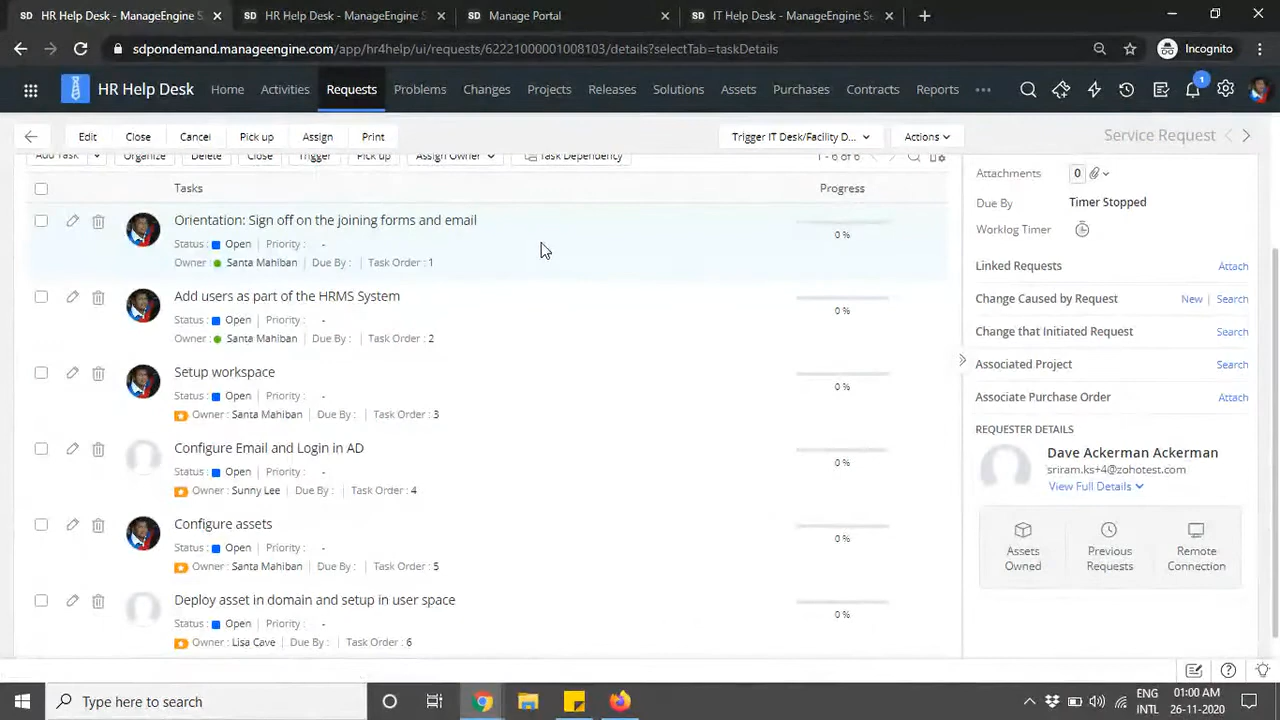 SD HR Help Desk - ManageEngine S
SD HR Help Desk - ManageEngine S
SD Manage Portal
SD IT Help Desk - ManageEngine Se
sdpondemand.manageengine.com/app/hr4help/ui/requests/62221000001008103/details?selectTab=taskDetails
Incognito
HR Help Desk
Home
Activities
Requests
Problems
Changes
Projects
Releases
Solutions
Assets
Purchases
Contracts
Reports
1
Edit
Close
Cancel
Pick up
Assign
Print
Trigger IT Desk/Facility D...
Actions
Service Request
Add Task
Organize
Delete
Close
Trigger
Pick up
Assign Owner
Task Dependency
1 - 6 of 6
Tasks
Progress
Orientation: Sign off on the joining forms and email
Status : Open | Priority : -
Owner : Santa Mahiban | Due By : | Task Order : 1
0 %
Add users as part of the HRMS System
Status : Open | Priority : -
Owner : Santa Mahiban | Due By : | Task Order : 2
0 %
Setup workspace
Status : Open | Priority : -
Owner : Santa Mahiban | Due By : | Task Order : 3
0 %
Configure Email and Login in AD
Status : Open | Priority : -
Owner : Sunny Lee | Due By : | Task Order : 4
0 %
Configure assets
Status : Open | Priority : -
Owner : Santa Mahiban | Due By : | Task Order : 5
0 %
Deploy asset in domain and setup in user space
Status : Open | Priority : -
Owner : Lisa Cave | Due By : | Task Order : 6
0 %
Attachments 0
Due By Timer Stopped
Worklog Timer
Linked Requests Attach
Change Caused by Request New | Search
Change that Initiated Request Search
Associated Project Search
Associate Purchase Order Attach
REQUESTER DETAILS
Dave Ackerman Ackerman
sriram.ks+4@zohotest.com
View Full Details
Assets Owned
Previous Requests
Remote Connection
Type here to search
ENG
INTL
01:00 AM
26-11-2020